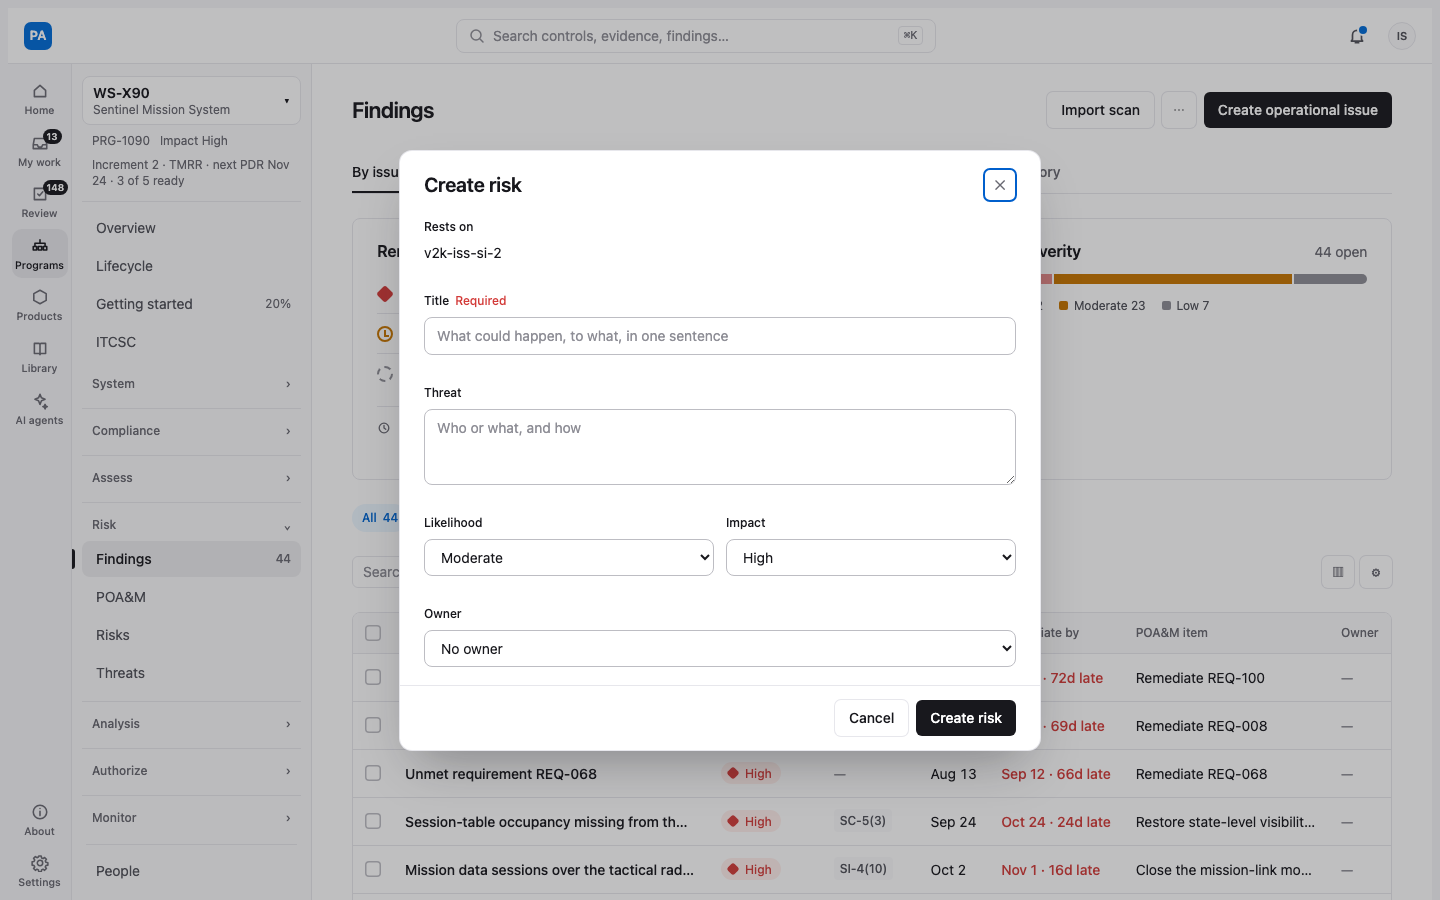 PA
Search controls, evidence, findings...
⌘K
IS
Home
13
My work
148
Review
Programs
Products
Library
AI agents
About
Settings
WS-X90
Sentinel Mission System
PRG-1090 Impact High
Increment 2 · TMRR · next PDR Nov
24 · 3 of 5 ready
Overview
Lifecycle
Getting started 20%
ITCSC
System
Compliance
Assess
Risk
Findings 44
POA&M
Risks
Threats
Analysis
Authorize
Monitor
People
Findings
Import scan
...
Create operational issue
44 open
Moderate 23
Low 7
All 44
Create risk
Rests on
v2k-iss-si-2
Title Required
What could happen, to what, in one sentence
Threat
Who or what, and how
Likelihood
Impact
Moderate
High
Owner
No owner
Cancel
Create risk
POA&M item
Owner
· 72d late
Remediate REQ-100
—
· 69d late
Remediate REQ-008
—
Unmet requirement REQ-068
High
—
Aug 13
Sep 12 · 66d late
Remediate REQ-068
—
Session-table occupancy missing from th...
High
SC-5(3)
Sep 24
Oct 24 · 24d late
Restore state-level visibilit...
—
Mission data sessions over the tactical rad...
High
SI-4(10)
Oct 2
Nov 1 · 16d late
Close the mission-link mo...
—